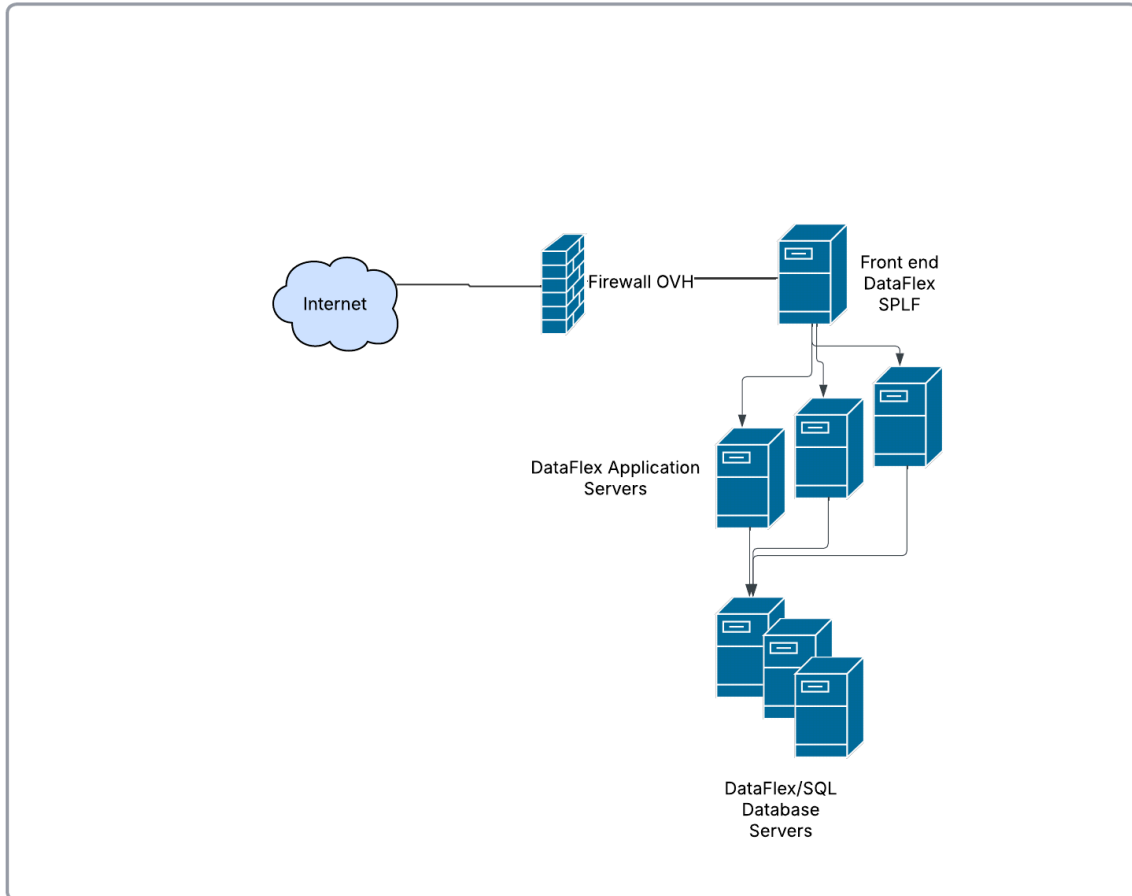 Internet
Firewall OVH
Front end
DataFlex
SPLF
DataFlex Application
Servers
DataFlex/SQL
Database
Servers